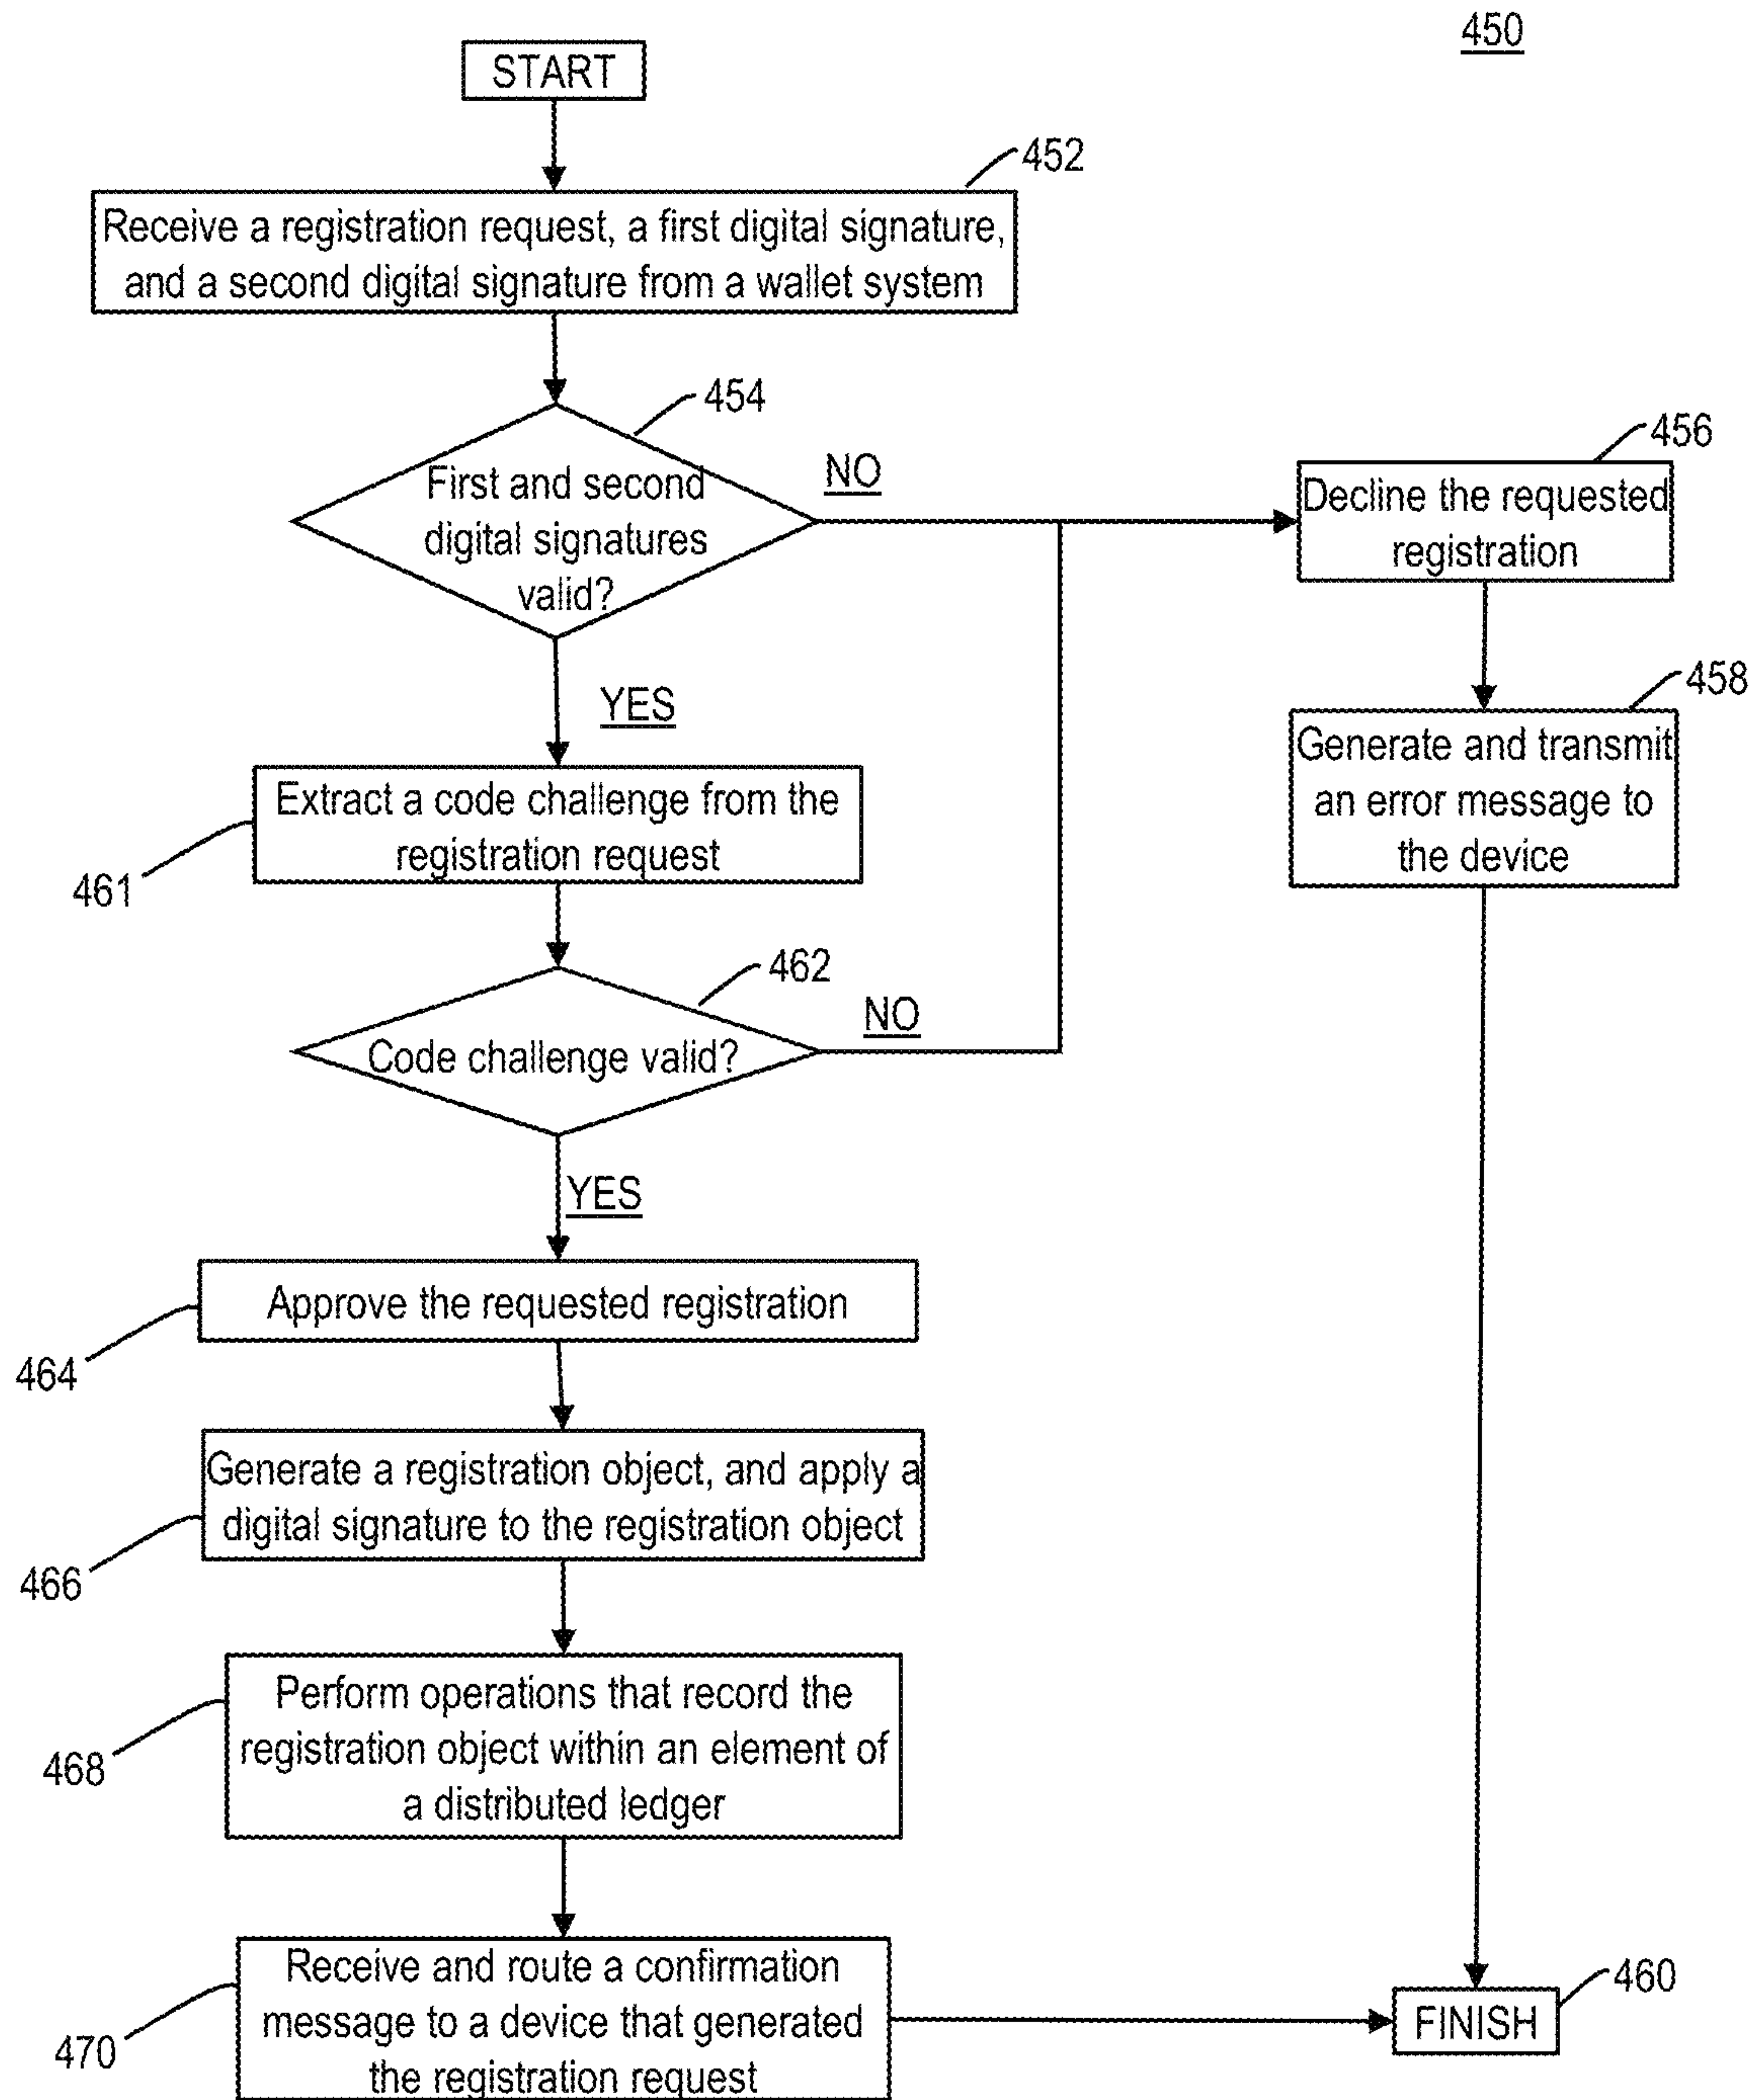 450
START
452
Receive a registration request, a first digital signature,
and a second digital signature from a wallet system
454
First and second
digital signatures
valid?
NO
456
Decline the requested
registration
YES
458
Generate and transmit
an error message to
the device
Extract a code challenge from the
registration request
461
462
Code challenge valid?
NO
YES
Approve the requested registration
464
Generate a registration object, and apply a
digital signature to the registration object
466
Perform operations that record the
registration object within an element of
a distributed ledger
468
Receive and route a confirmation
message to a device that generated
the registration request
470
460
FINISH